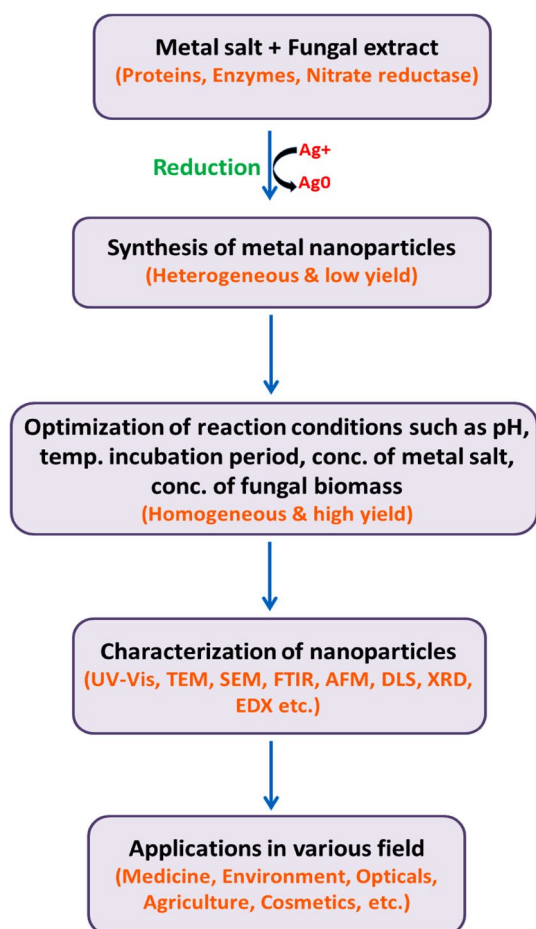 Metal salt + Fungal extract
(Proteins, Enzymes, Nitrate reductase)
Reduction
Ag+
Ag0
Synthesis of metal nanoparticles
(Heterogeneous & low yield)
Optimization of reaction conditions such as pH,
temp. incubation period, conc. of metal salt,
conc. of fungal biomass
(Homogeneous & high yield)
Characterization of nanoparticles
(UV-Vis, TEM, SEM, FTIR, AFM, DLS, XRD,
EDX etc.)
Applications in various field
(Medicine, Environment, Opticals,
Agriculture, Cosmetics, etc.)